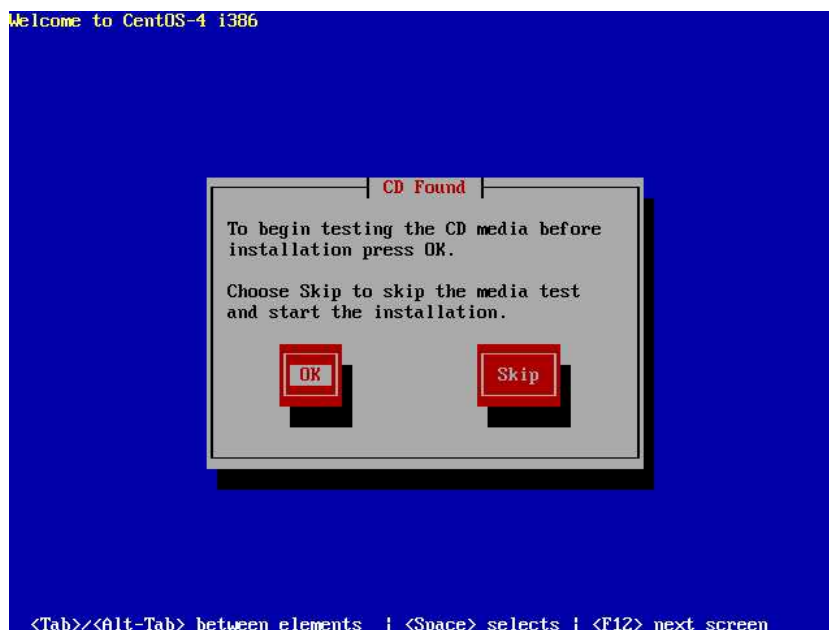 Welcome to CentOS-4 i386
CD Found
To begin testing the CD media before
installation press OK.
Choose Skip to skip the media test
and start the installation.
OK Skip
<Tab>/<Alt-Tab> between elements | <Space> selects | <F12> next screen